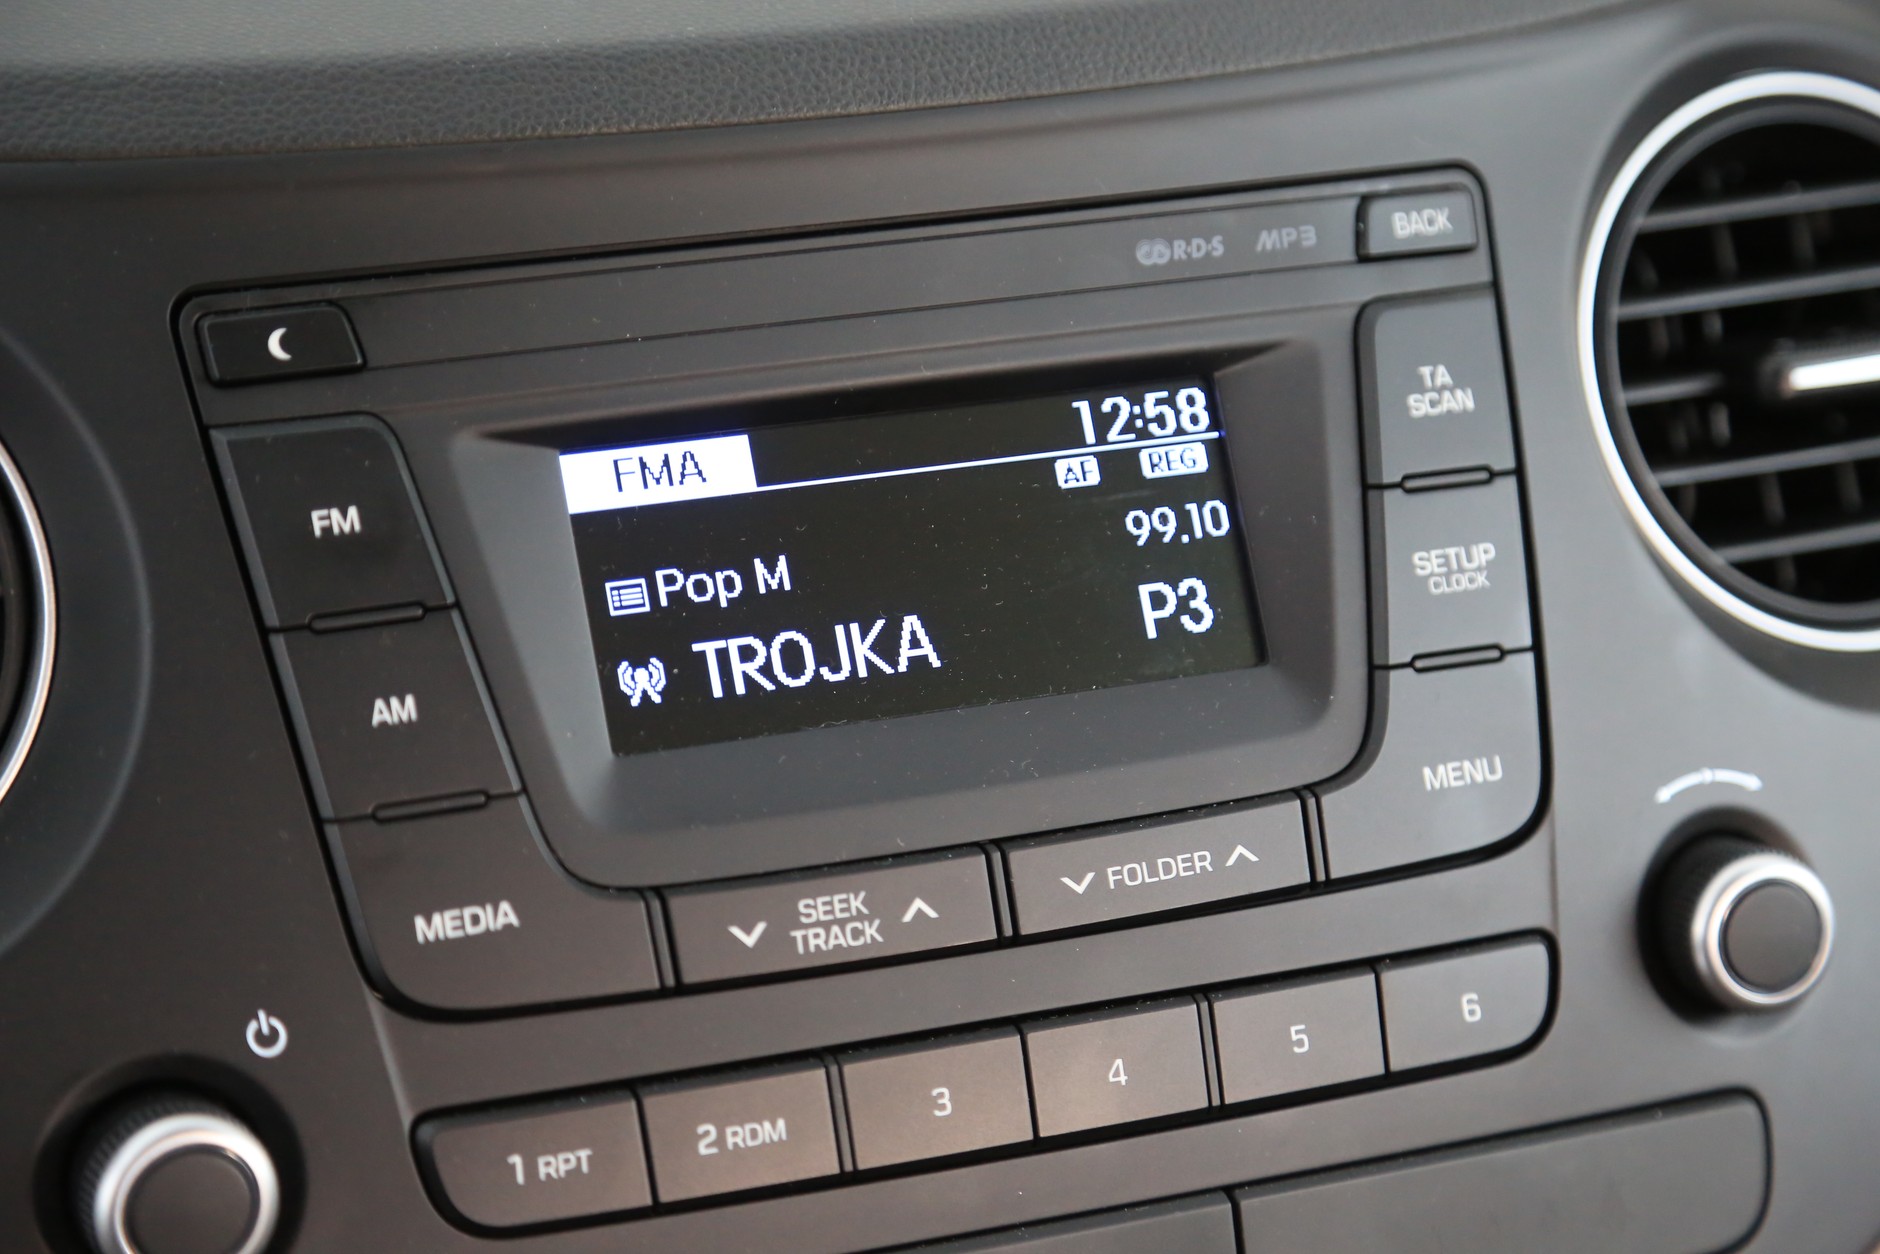 R·D·S MP3 BACK
12:58
FMA
AF REG
99.10
Pop M
TROJKA P3
FM
AM
MEDIA
TA
SCAN
SETUP
CLOCK
MENU
SEEK
TRACK
FOLDER
1 RPT
2 RDM
3
4
5
6